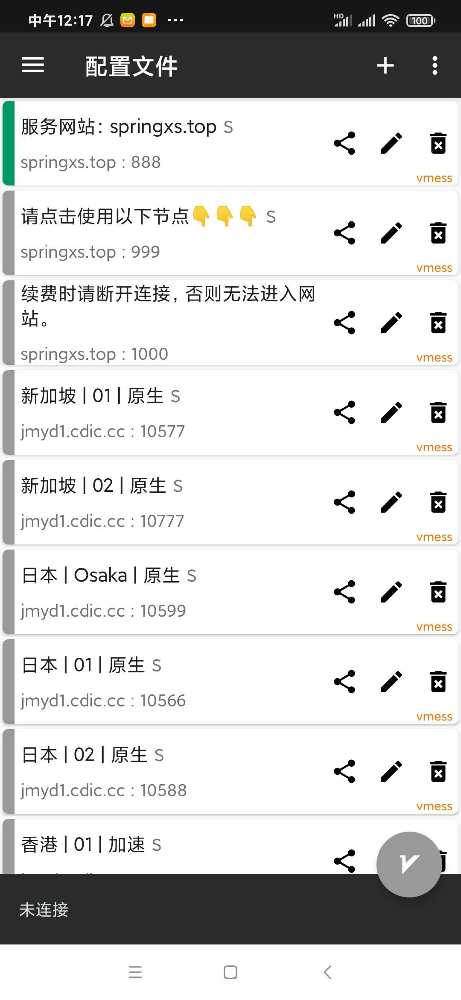 中午12:17
HD
100
配置文件
服务网站: springxs.top S
springxs.top : 888
vmess
请点击使用以下节点👇👇👇 S
springxs.top : 999
vmess
续费时请断开连接, 否则无法进入网
站。
springxs.top : 1000
vmess
新加坡 | 01 | 原生 S
jmyd1.cdic.cc : 10577
vmess
新加坡 | 02 | 原生 S
jmyd1.cdic.cc : 10777
vmess
日本 | Osaka | 原生 S
jmyd1.cdic.cc : 10599
vmess
日本 | 01 | 原生 S
jmyd1.cdic.cc : 10566
vmess
日本 | 02 | 原生 S
jmyd1.cdic.cc : 10588
vmess
香港 | 01 | 加速 S
未连接